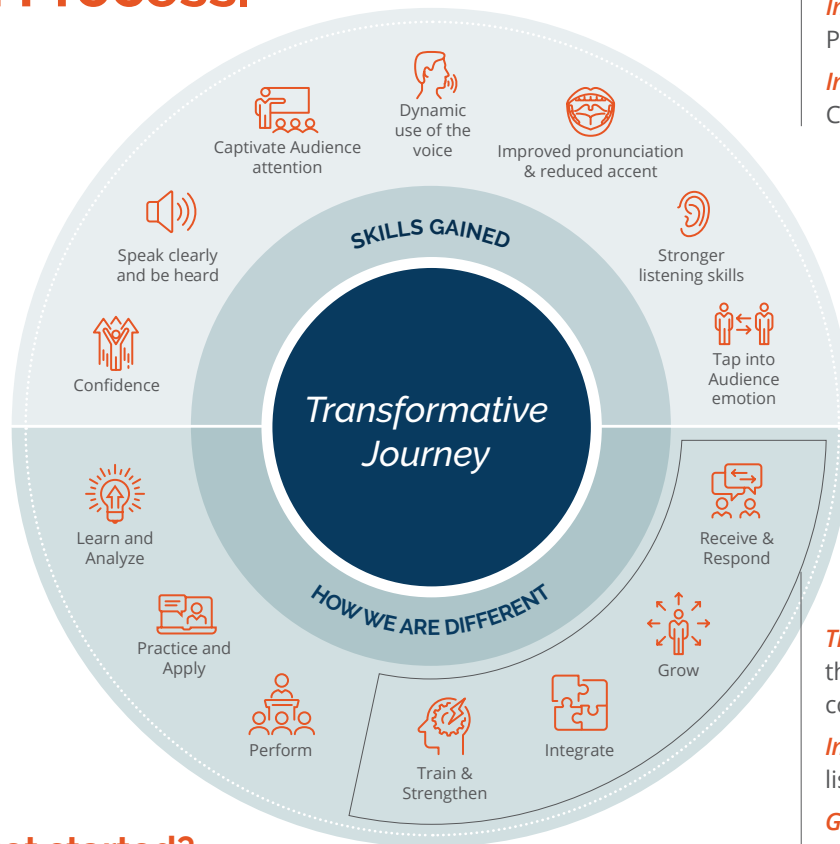 Process.
Dynamic
use of the
voice
Captivate Audience
attention
Improved pronunciation
& reduced accent
Speak clearly
and be heard
Stronger
listening skills
Confidence
Tap into
Audience
emotion
SKILLS GAINED
Transformative
Journey
HOW WE ARE DIFFERENT
Learn and
Analyze
Practice and
Apply
Perform
Train &
Strengthen
Integrate
Grow
Receive &
Respond